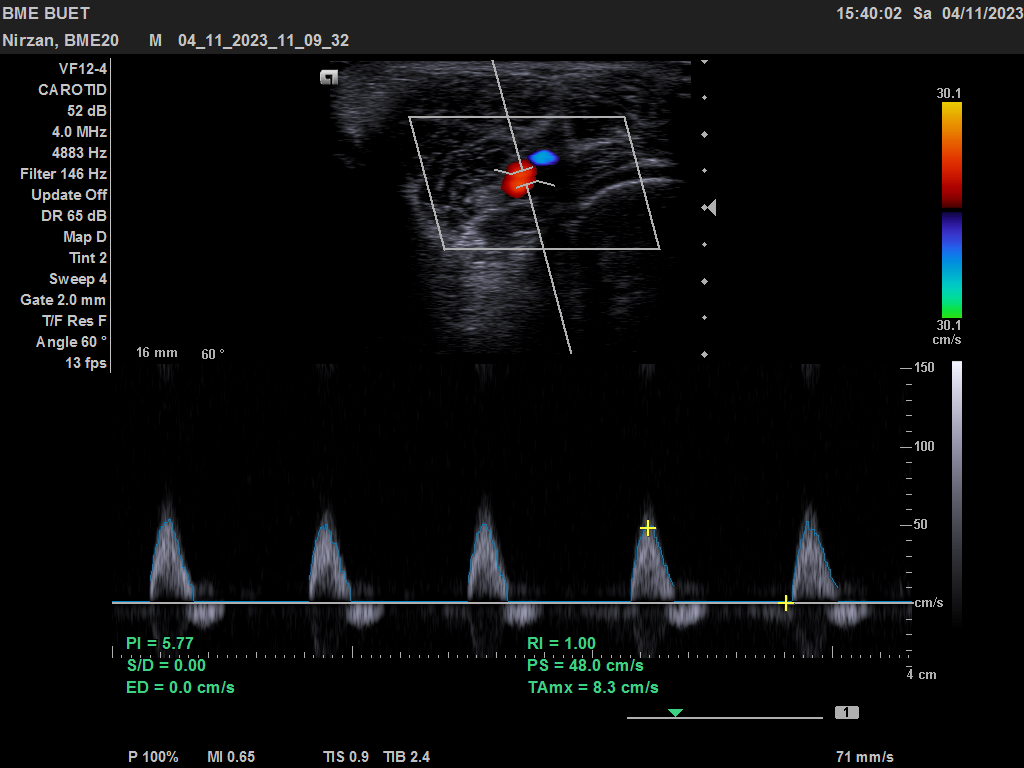 BME BUET 15:40:02 Sa 04/11/2023
Nirzan, BME20 M 04_11_2023_11_09_32
VF12-4
CAROTID
52 dB
4.0 MHz
4883 Hz
Filter 146 Hz
Update Off
DR 65 dB
Map D
Tint 2
Sweep 4
Gate 2.0 mm
T/F Res F
Angle 60 °
13 fps
16 mm 60 °
30.1
30.1
cm/s
150
100
50
cm/s
4 cm
PI = 5.77
S/D = 0.00
ED = 0.0 cm/s
RI = 1.00
PS = 48.0 cm/s
TAmx = 8.3 cm/s
1
P 100% MI 0.65 TIS 0.9 TIB 2.4 71 mm/s